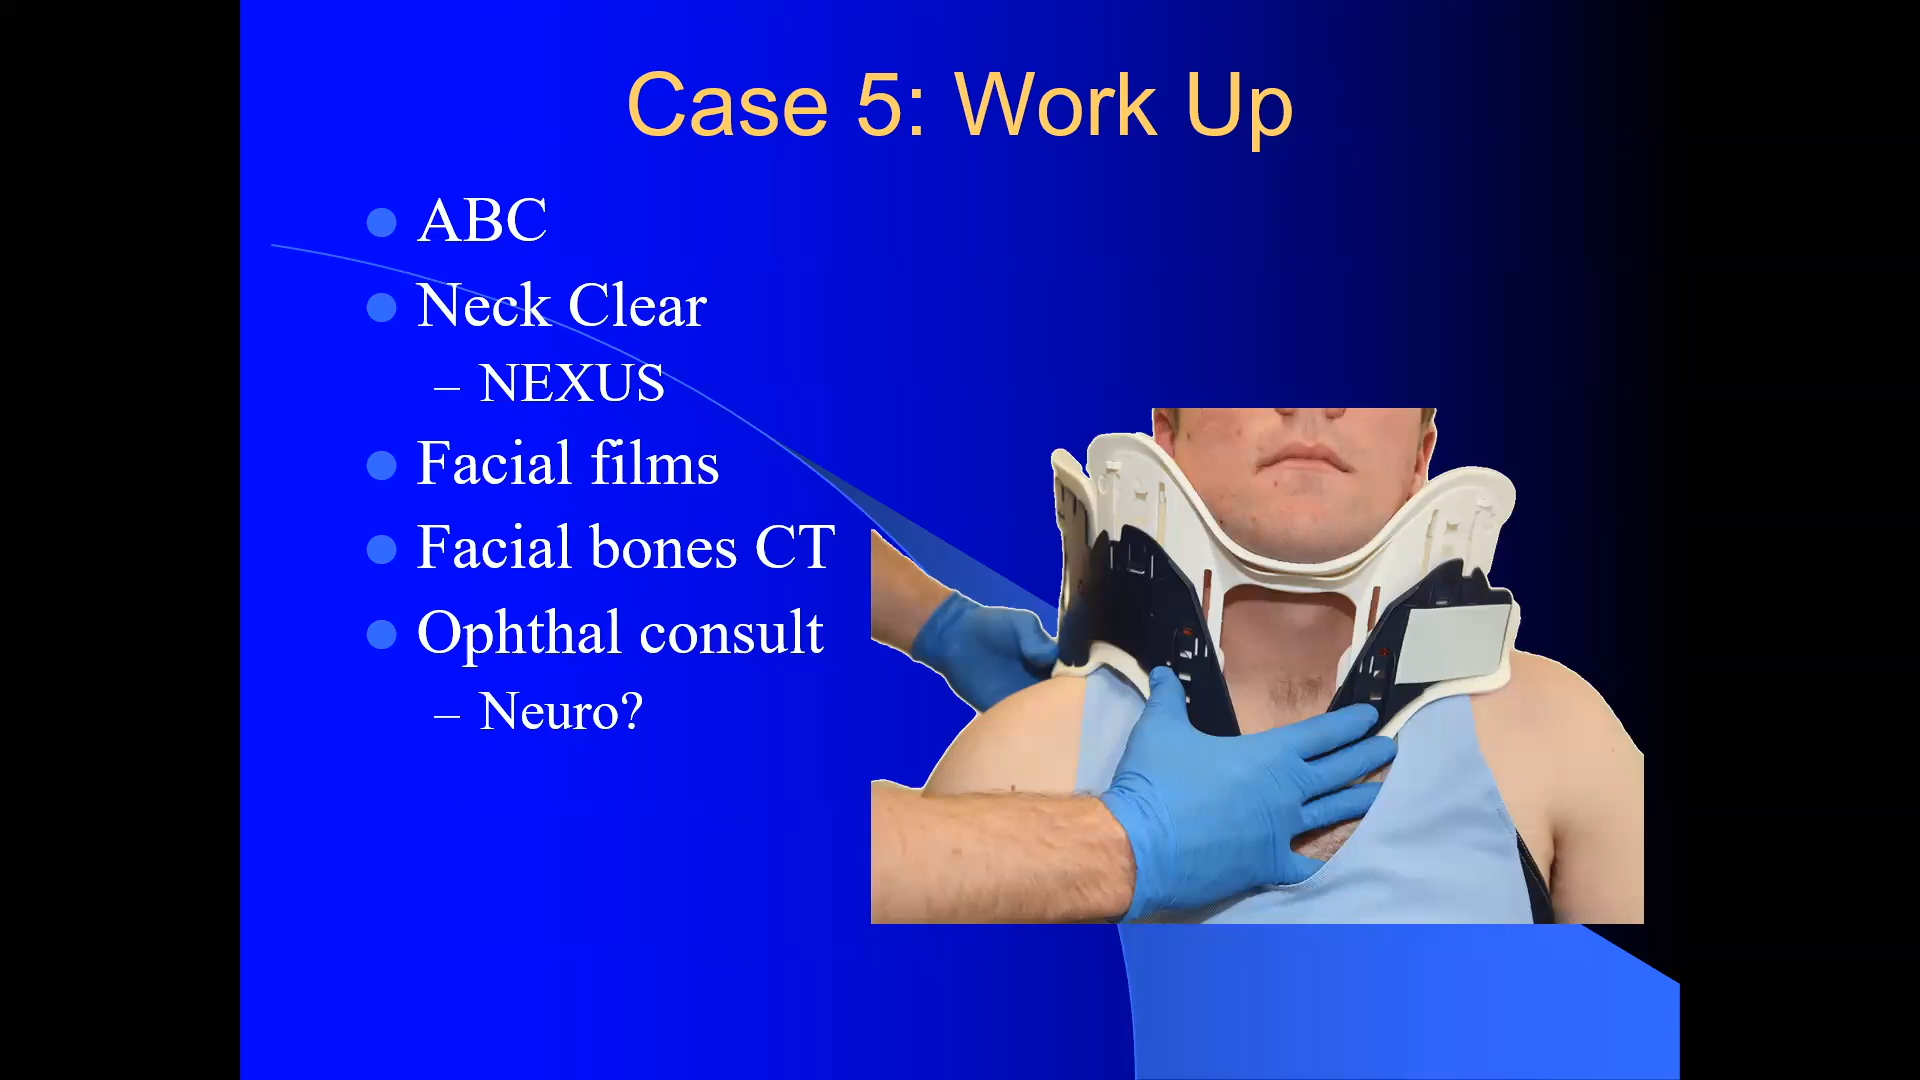 Case 5: Work Up
ABC
Neck Clear
– NEXUS
Facial films
Facial bones CT
Ophthal consult
– Neuro?